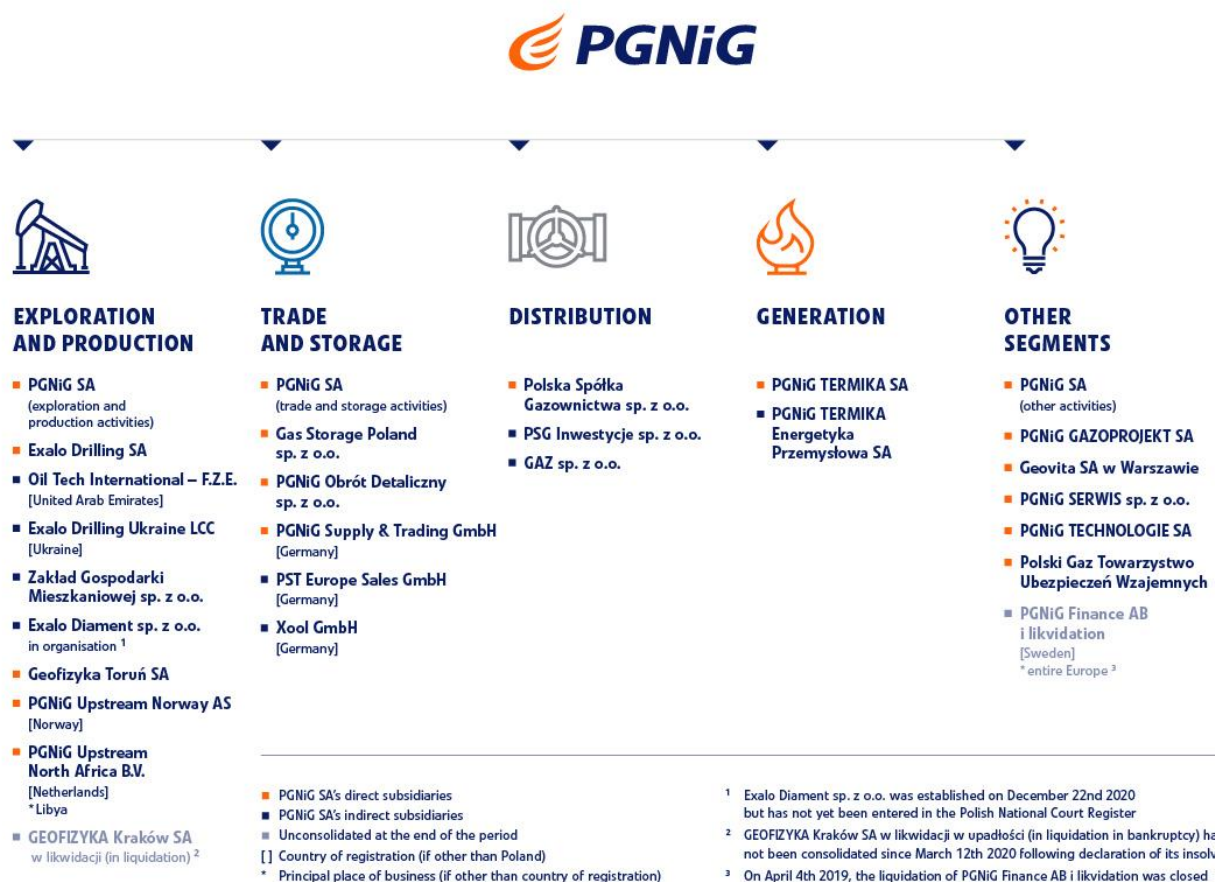 PGNiG
EXPLORATION
AND PRODUCTION
PGNiG SA
(exploration and
production activities)
Exalo Drilling SA
Oil Tech International – F.Z.E.
[United Arab Emirates]
Exalo Drilling Ukraine LCC
[Ukraine]
Zakład Gospodarki
Mieszkaniowej sp. z o.o.
Exalo Diament sp. z o.o.
in organisation ¹
Geofizyka Toruń SA
PGNiG Upstream Norway AS
[Norway]
PGNiG Upstream
North Africa B.V.
[Netherlands]
* Libya
GEOFIZYKA Kraków SA
w likwidacji (in liquidation) ²
TRADE
AND STORAGE
PGNiG SA
(trade and storage activities)
Gas Storage Poland
sp. z o.o.
PGNiG Obrót Detaliczny
sp. z o.o.
PGNiG Supply & Trading GmbH
[Germany]
PST Europe Sales GmbH
[Germany]
Xool GmbH
[Germany]
DISTRIBUTION
Polska Spółka
Gazownictwa sp. z o.o.
PSG Inwestycje sp. z o.o.
GAZ sp. z o.o.
GENERATION
PGNiG TERMIKA SA
PGNiG TERMIKA
Energetyka
Przemysłowa SA
OTHER
SEGMENTS
PGNiG SA
(other activities)
PGNiG GAZOPROJEKT SA
Geovita SA w Warszawie
PGNiG SERWIS sp. z o.o.
PGNiG TECHNOLOGIE SA
Polski Gaz Towarzystwo
Ubezpieczeń Wzajemnych
PGNiG Finance AB
i likvidation
[Sweden]
* entire Europe ³
PGNiG SA's direct subsidiaries
PGNiG SA's indirect subsidiaries
Unconsolidated at the end of the period
[ ] Country of registration (if other than Poland)
* Principal place of business (if other than country of registration)
¹ Exalo Diament sp. z o.o. was established on December 22nd 2020
but has not yet been entered in the Polish National Court Register
² GEOFIZYKA Kraków SA w likwidacji w upadłości (in liquidation in bankruptcy) ha
not been consolidated since March 12th 2020 following declaration of its insolv
³ On April 4th 2019, the liquidation of PGNiG Finance AB i likvidation was closed